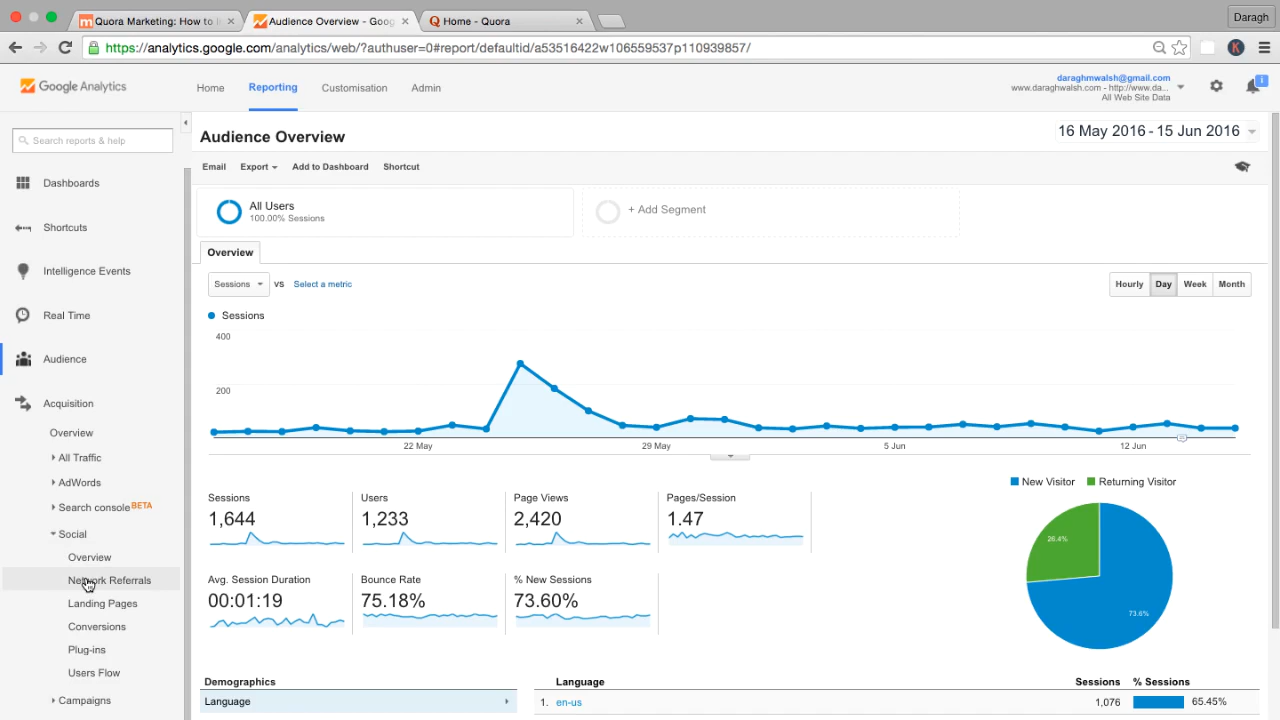 Quora Marketing: How to
Audience Overview - Goog
Home - Quora
Daragh
https://analytics.google.com/analytics/web/?authuser=0#report/defaultid/a53516422w106559537p110939857/
K
Google Analytics
Home
Reporting
Customisation
Admin
daraghmwalsh@gmail.com
www.daraghwalsh.com - http://www.da...
All Web Site Data
Search reports & help
Audience Overview
16 May 2016 - 15 Jun 2016
Email
Export
Add to Dashboard
Shortcut
Dashboards
Shortcuts
Intelligence Events
Real Time
Audience
Acquisition
Overview
All Traffic
AdWords
Search console BETA
Social
Overview
Network Referrals
Landing Pages
Conversions
Plug-ins
Users Flow
Campaigns
All Users
100.00% Sessions
+ Add Segment
Overview
Sessions
VS
Select a metric
Hourly
Day
Week
Month
Sessions
400
200
22 May
29 May
5 Jun
12 Jun
Sessions
1,644
Users
1,233
Page Views
2,420
Pages/Session
1.47
Avg. Session Duration
00:01:19
Bounce Rate
75.18%
% New Sessions
73.60%
New Visitor
Returning Visitor
26.4%
73.6%
Demographics
Language
Language
Sessions
% Sessions
1.
en-us
1,076
65.45%